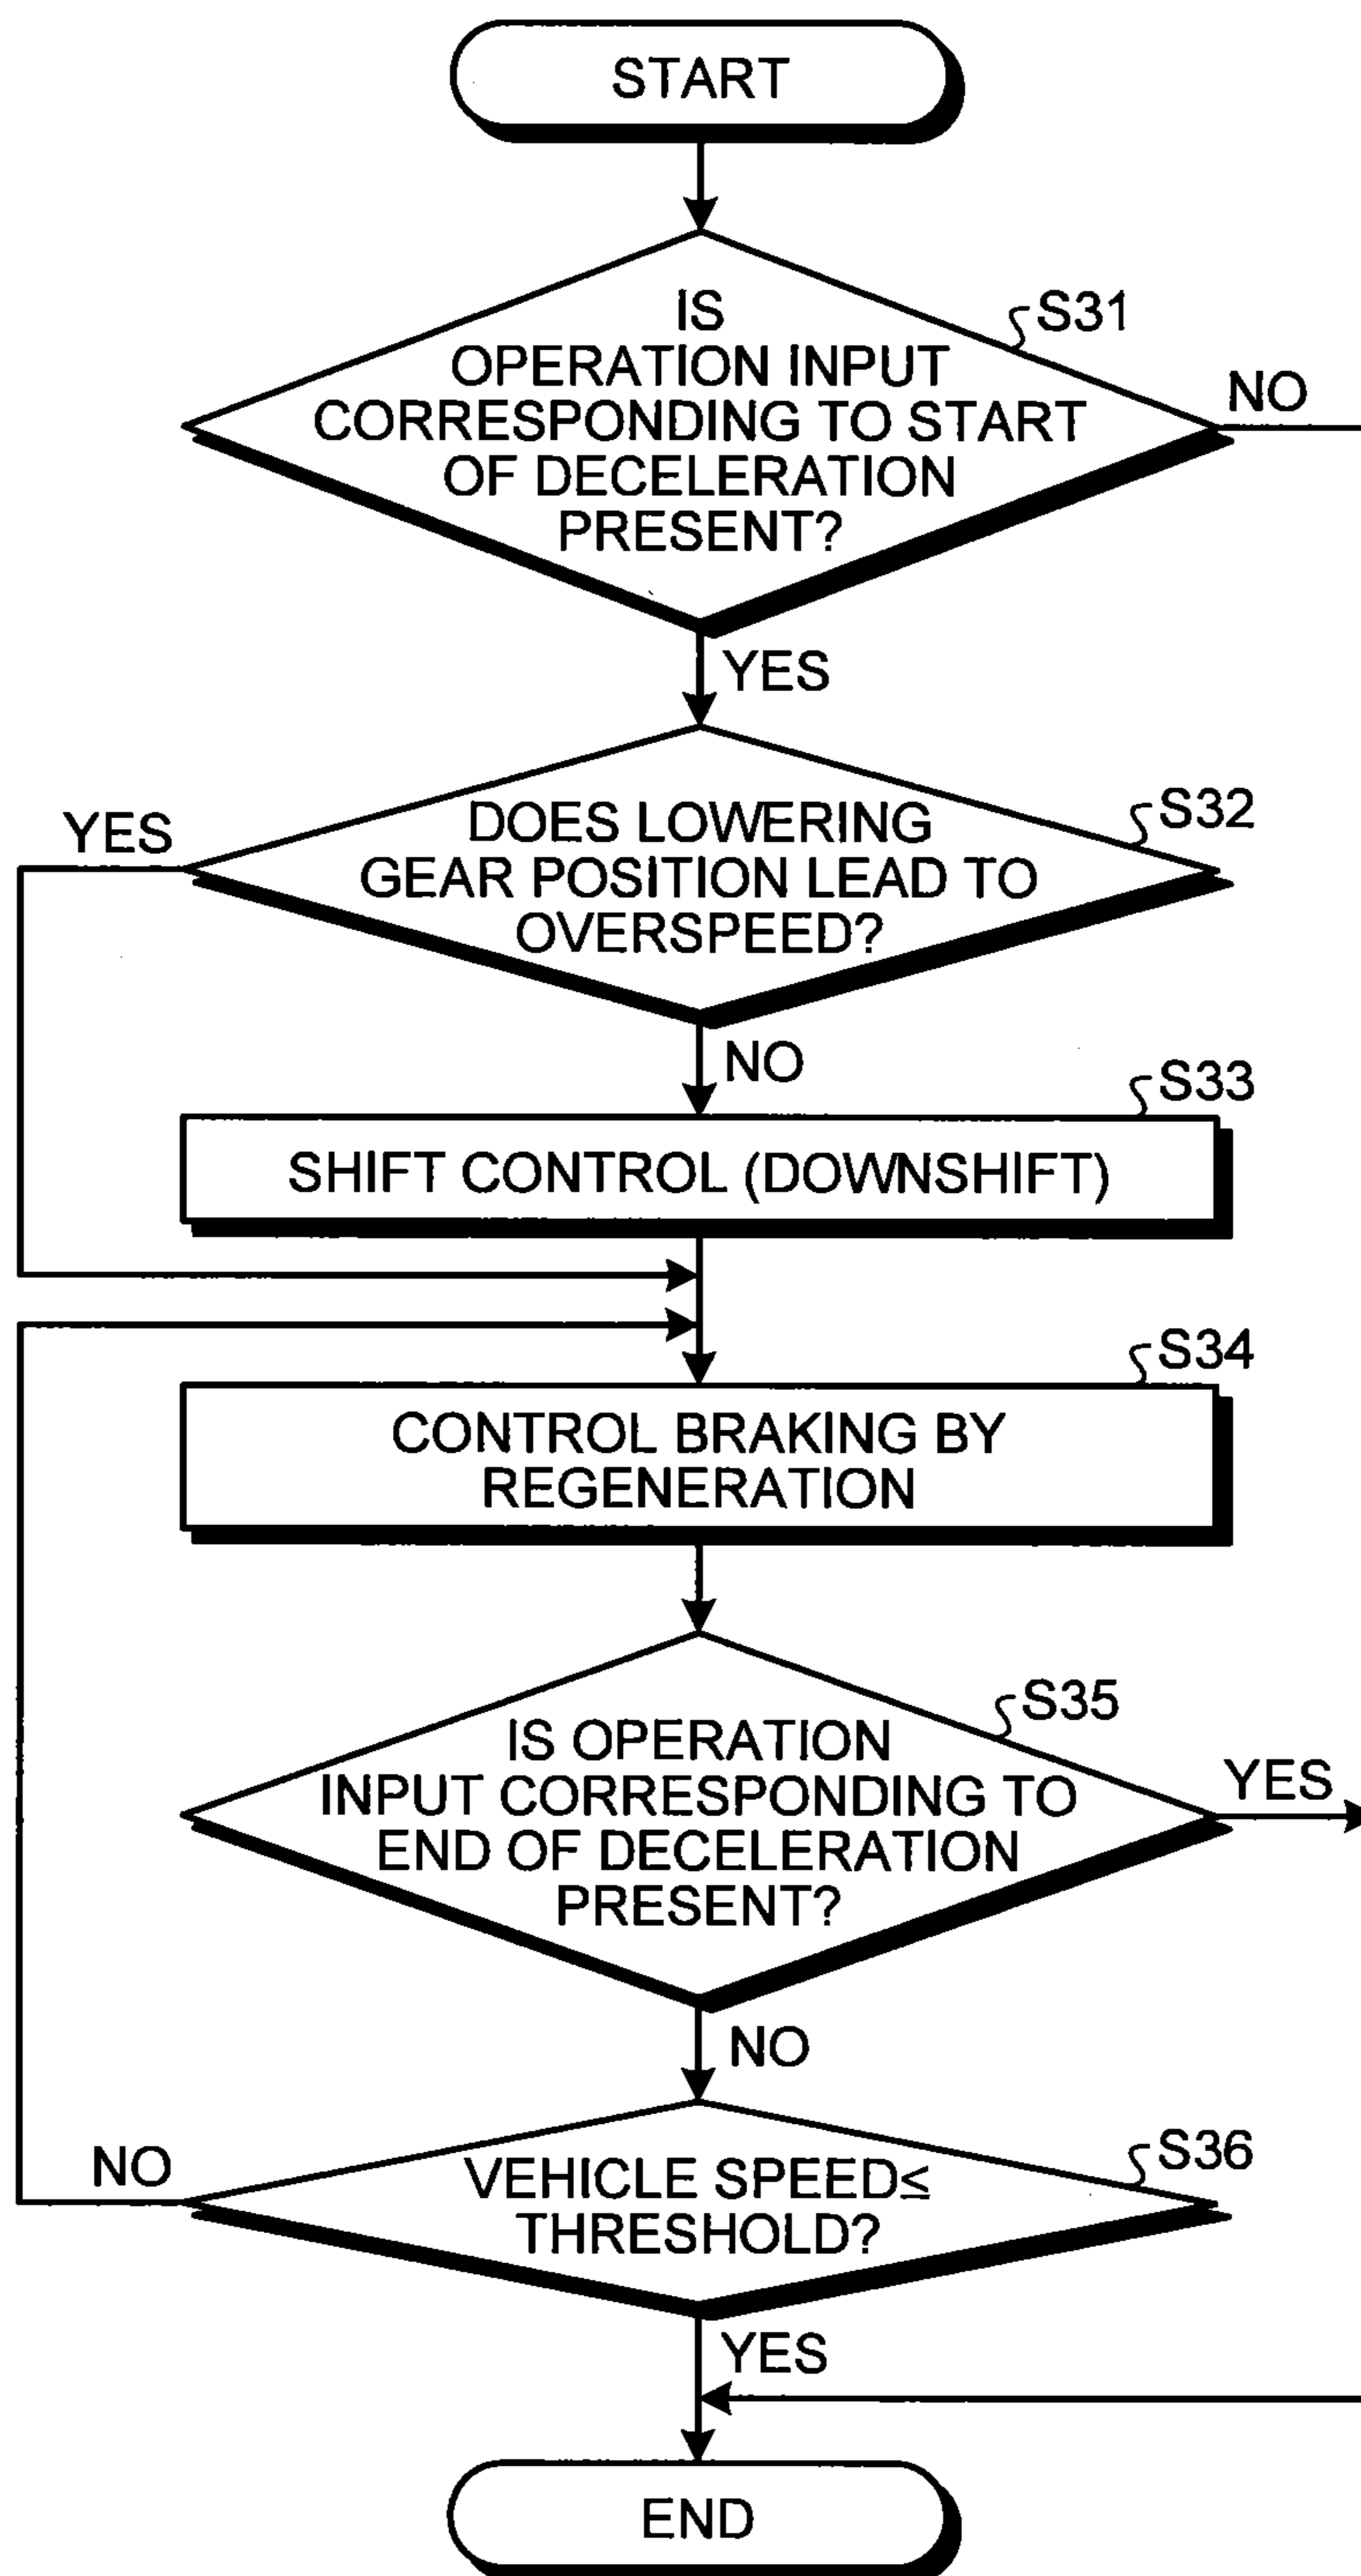 START
IS
OPERATION INPUT
CORRESPONDING TO START
OF DECELERATION
PRESENT?
S31
NO
YES
DOES LOWERING
GEAR POSITION LEAD TO
OVERSPEED?
S32
YES
NO
S33
SHIFT CONTROL (DOWNSHIFT)
S34
CONTROL BRAKING BY
REGENERATION
IS OPERATION
INPUT CORRESPONDING TO
END OF DECELERATION
PRESENT?
S35
YES
NO
VEHICLE SPEED≤
THRESHOLD?
S36
NO
YES
END